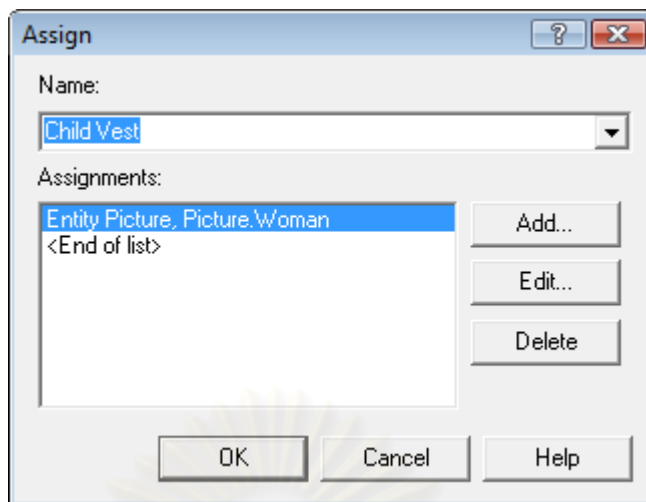 Assign
Name:
Child Vest
Assignments:
Entity Picture, Picture.Woman
<End of list>
Add...
Edit...
Delete
OK
Cancel
Help